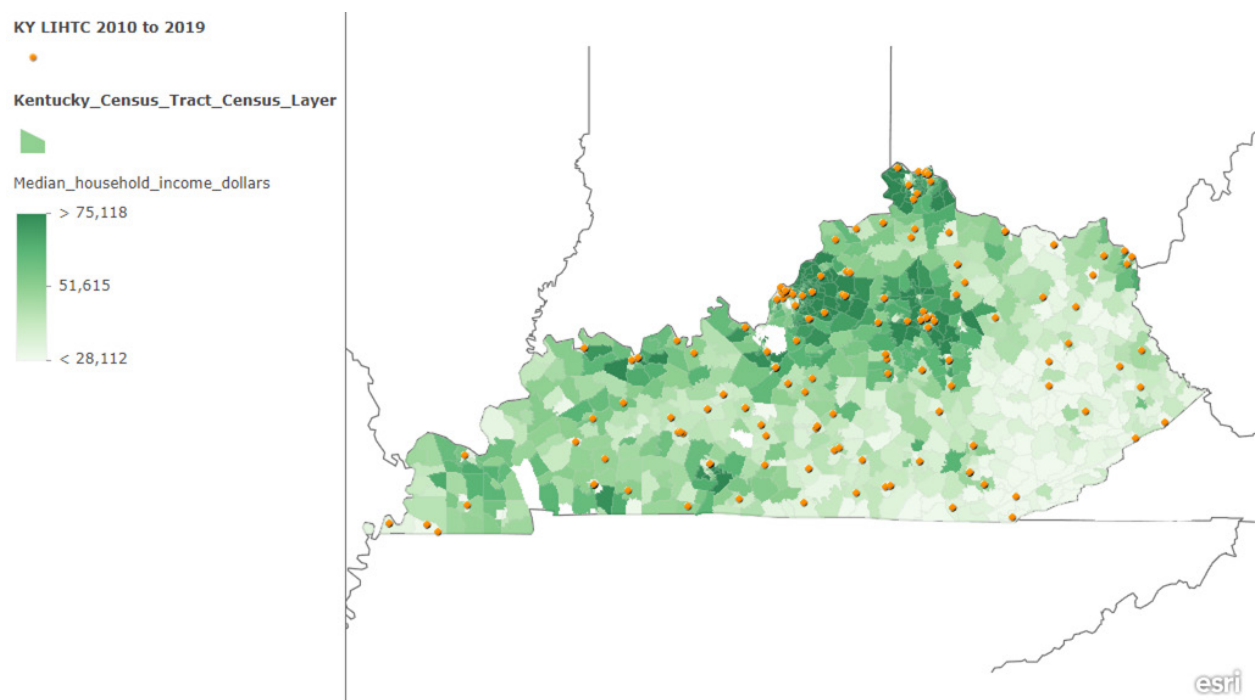 KY LIHTC 2010 to 2019
Kentucky_Census_Tract_Census_Layer
Median_household_income_dollars
> 75,118
51,615
< 28,112
esri